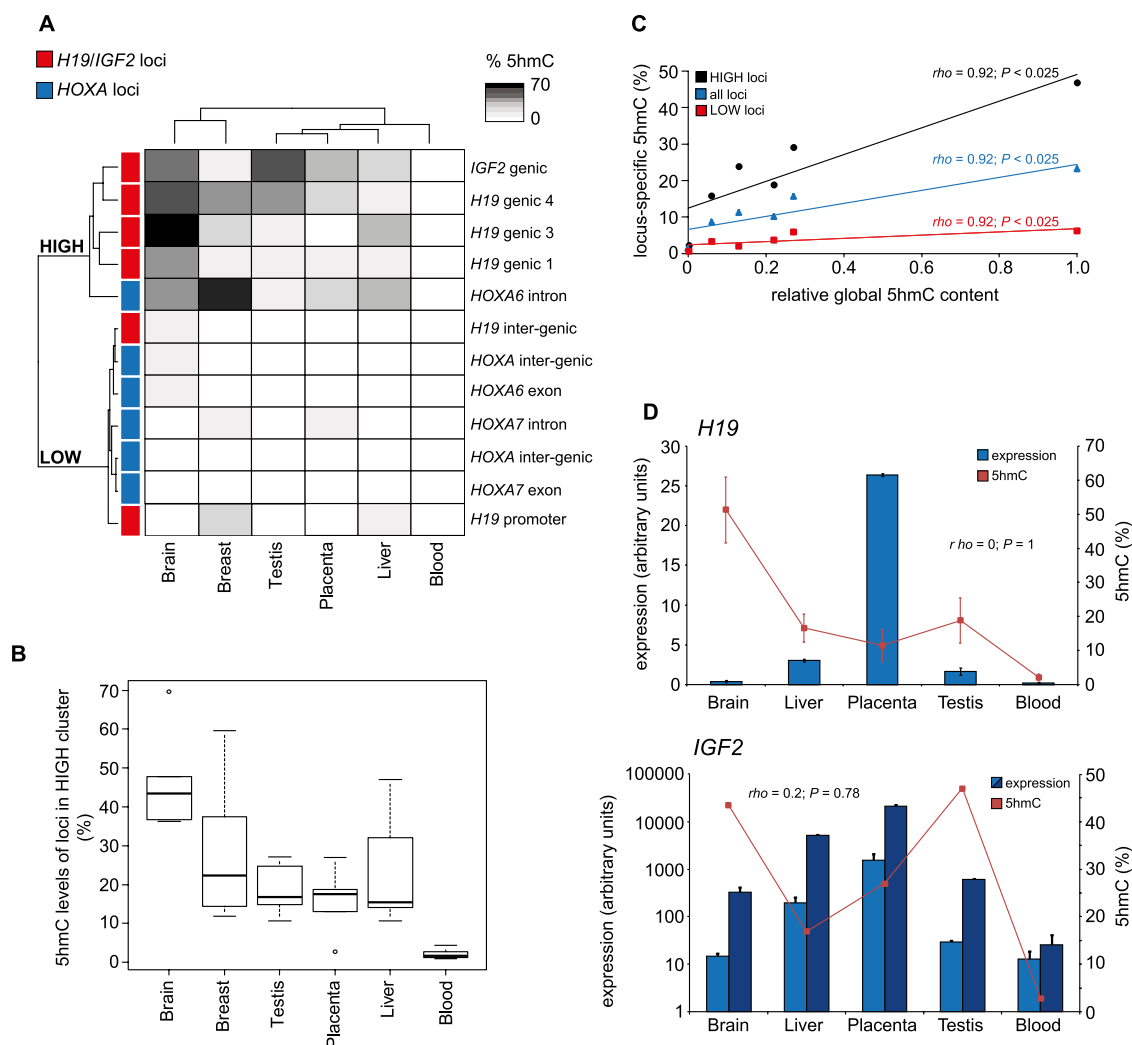 A
H19/IGF2 loci
HOXA loci
% 5hmC
70
0
HIGH
LOW
IGF2 genic
H19 genic 4
H19 genic 3
H19 genic 1
HOXA6 intron
H19 inter-genic
HOXA inter-genic
HOXA6 exon
HOXA7 intron
HOXA inter-genic
HOXA7 exon
H19 promoter
Brain
Breast
Testis
Placenta
Liver
Blood
B
5hmC levels of loci in HIGH cluster
(%)
70
60
50
40
30
20
10
0
Brain
Breast
Testis
Placenta
Liver
Blood
C
locus-specific 5hmC (%)
50
40
30
20
10
0
HIGH loci
all loci
LOW loci
rho = 0.92; P < 0.025
rho = 0.92; P < 0.025
rho = 0.92; P < 0.025
0 0.2 0.4 0.6 0.8 1.0
relative global 5hmC content
D
H19
expression (arbitrary units)
30
25
20
15
10
5
0
expression
5hmC
r ho = 0; P = 1
70
60
50
40
30
20
10
0
5hmC (%)
Brain Liver Placenta Testis Blood
IGF2
expression (arbitrary units)
100000
10000
1000
100
10
1
rho = 0.2; P = 0.78
expression
5hmC
50
40
30
20
10
0
5hmC (%)
Brain Liver Placenta Testis Blood